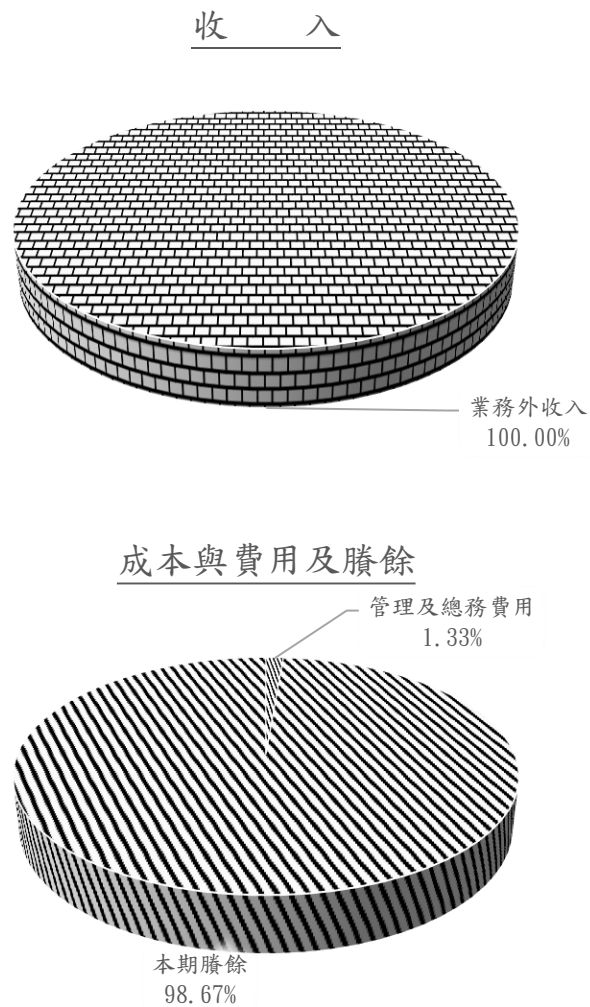 收　　入
業務外收入
100.00%
成本與費用及賸餘
管理及總務費用
1.33%
本期賸餘
98.67%